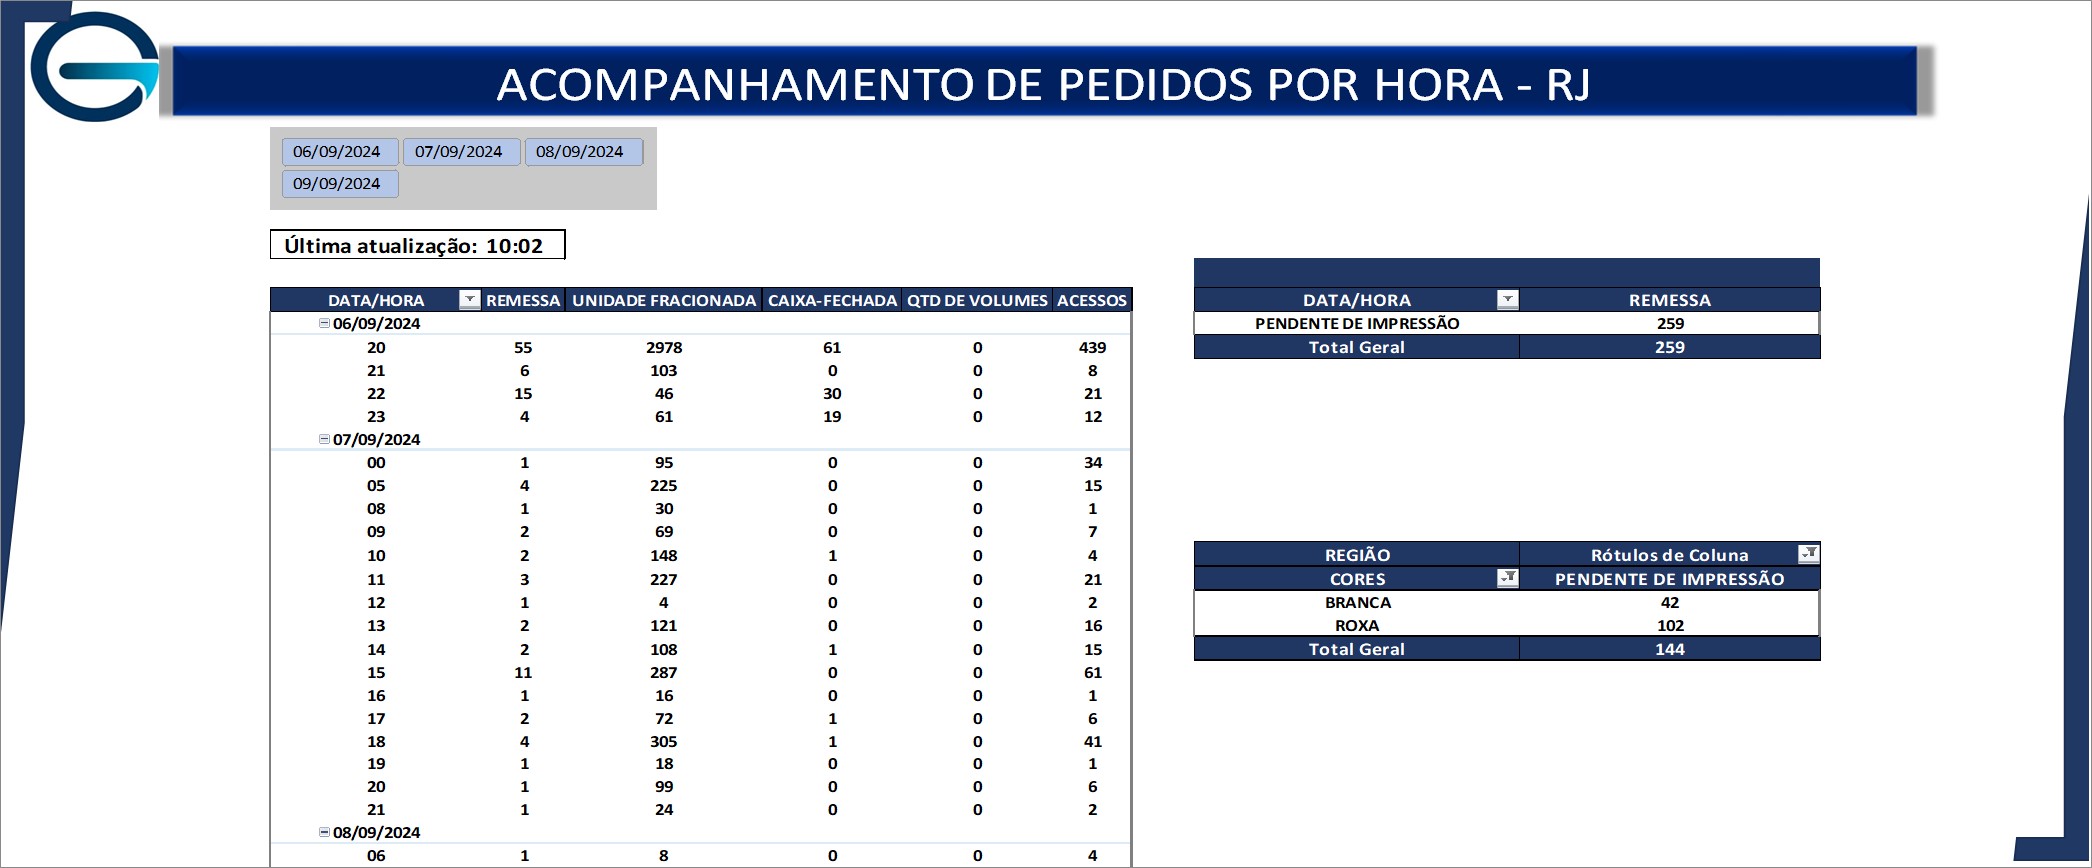 ACOMPANHAMENTO DE PEDIDOS POR HORA - RJ
06/09/2024 07/09/2024 08/09/2024
09/09/2024
Última atualização: 10:02
DATA/HORA REMESSA UNIDADE FRACIONADA CAIXA-FECHADA QTD DE VOLUMES ACESSOS
06/09/2024
20 55 2978 61 0 439
21 6 103 0 0 8
22 15 46 30 0 21
23 4 61 19 0 12
07/09/2024
00 1 95 0 0 34
05 4 225 0 0 15
08 1 30 0 0 1
09 2 69 0 0 7
10 2 148 1 0 4
11 3 227 0 0 21
12 1 4 0 0 2
13 2 121 0 0 16
14 2 108 1 0 15
15 11 287 0 0 61
16 1 16 0 0 1
17 2 72 1 0 6
18 4 305 1 0 41
19 1 18 0 0 1
20 1 99 0 0 6
21 1 24 0 0 2
08/09/2024
06 1 8 0 0 4
DATA/HORA REMESSA
PENDENTE DE IMPRESSÃO 259
Total Geral 259
REGIÃO Rótulos de Coluna
CORES PENDENTE DE IMPRESSÃO
BRANCA 42
ROXA 102
Total Geral 144